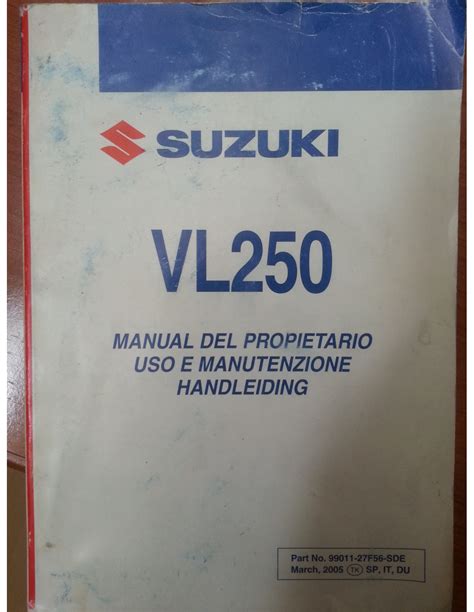 SUZUKI
VL250
MANUAL DEL PROPIETARIO
USO E MANUTENZIONE
HANDLEIDING
Part No. 99011-27F56-SDE
March, 2005 TK SP, IT, DU